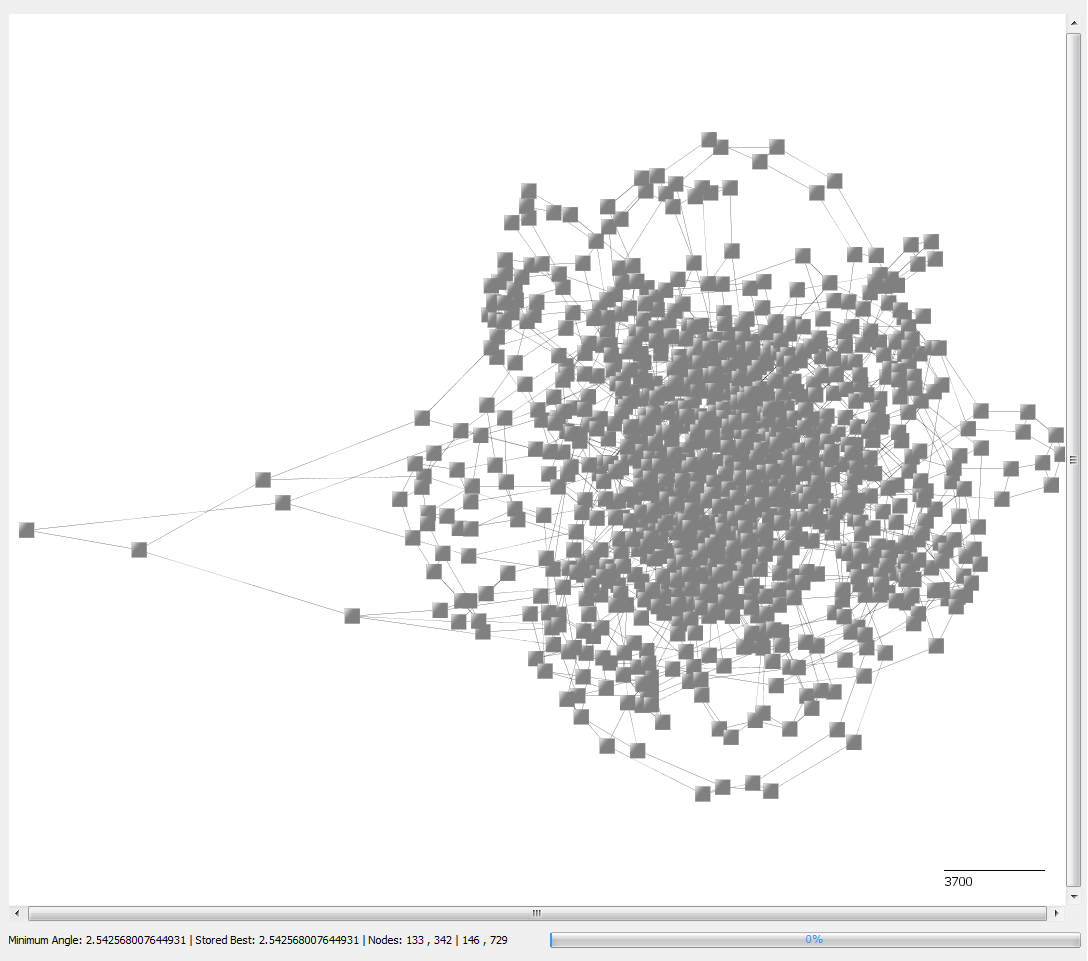 3700
Minimum Angle: 2.542568007644931 | Stored Best: 2.542568007644931 | Nodes: 133 , 342 | 146 , 729
0%